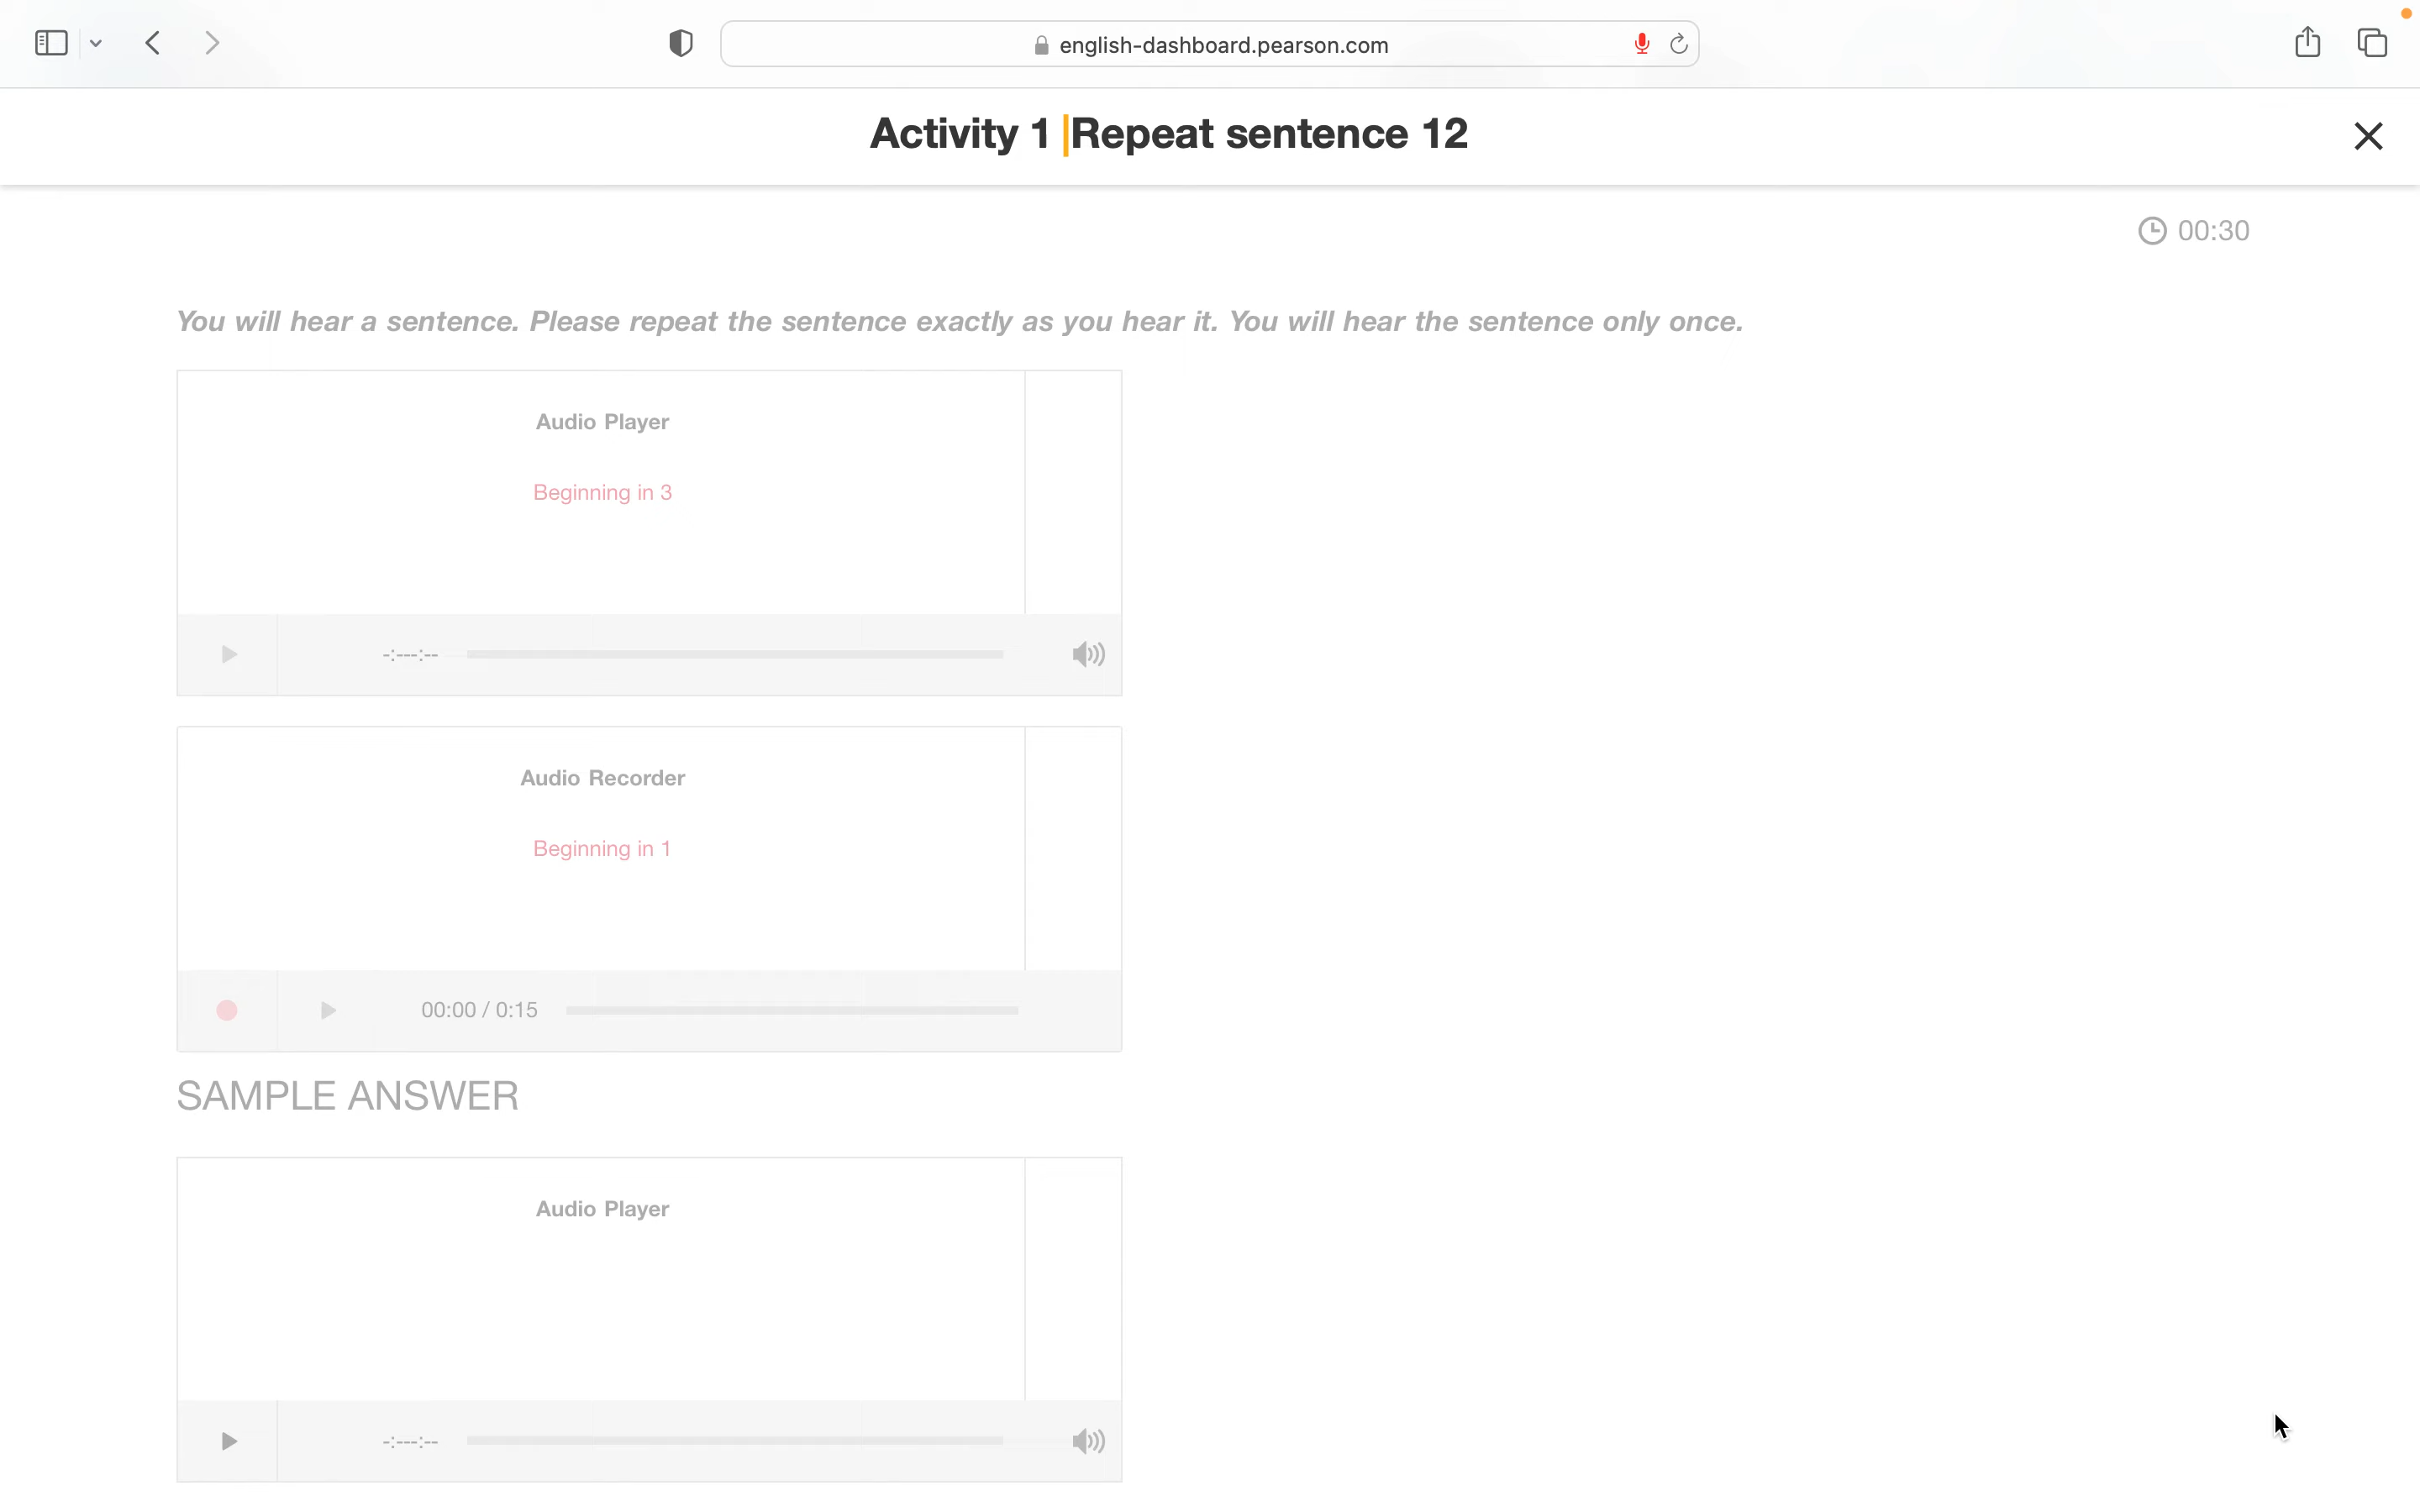 english-dashboard.pearson.com
Activity 1 Repeat sentence 12
00:30
You will hear a sentence. Please repeat the sentence exactly as you hear it. You will hear the sentence only once.
Audio Player
Beginning in 3
-:--
-:--
Audio Recorder
Beginning in 1
00:00 / 0:15
SAMPLE ANSWER
Audio Player
-:--
-:--